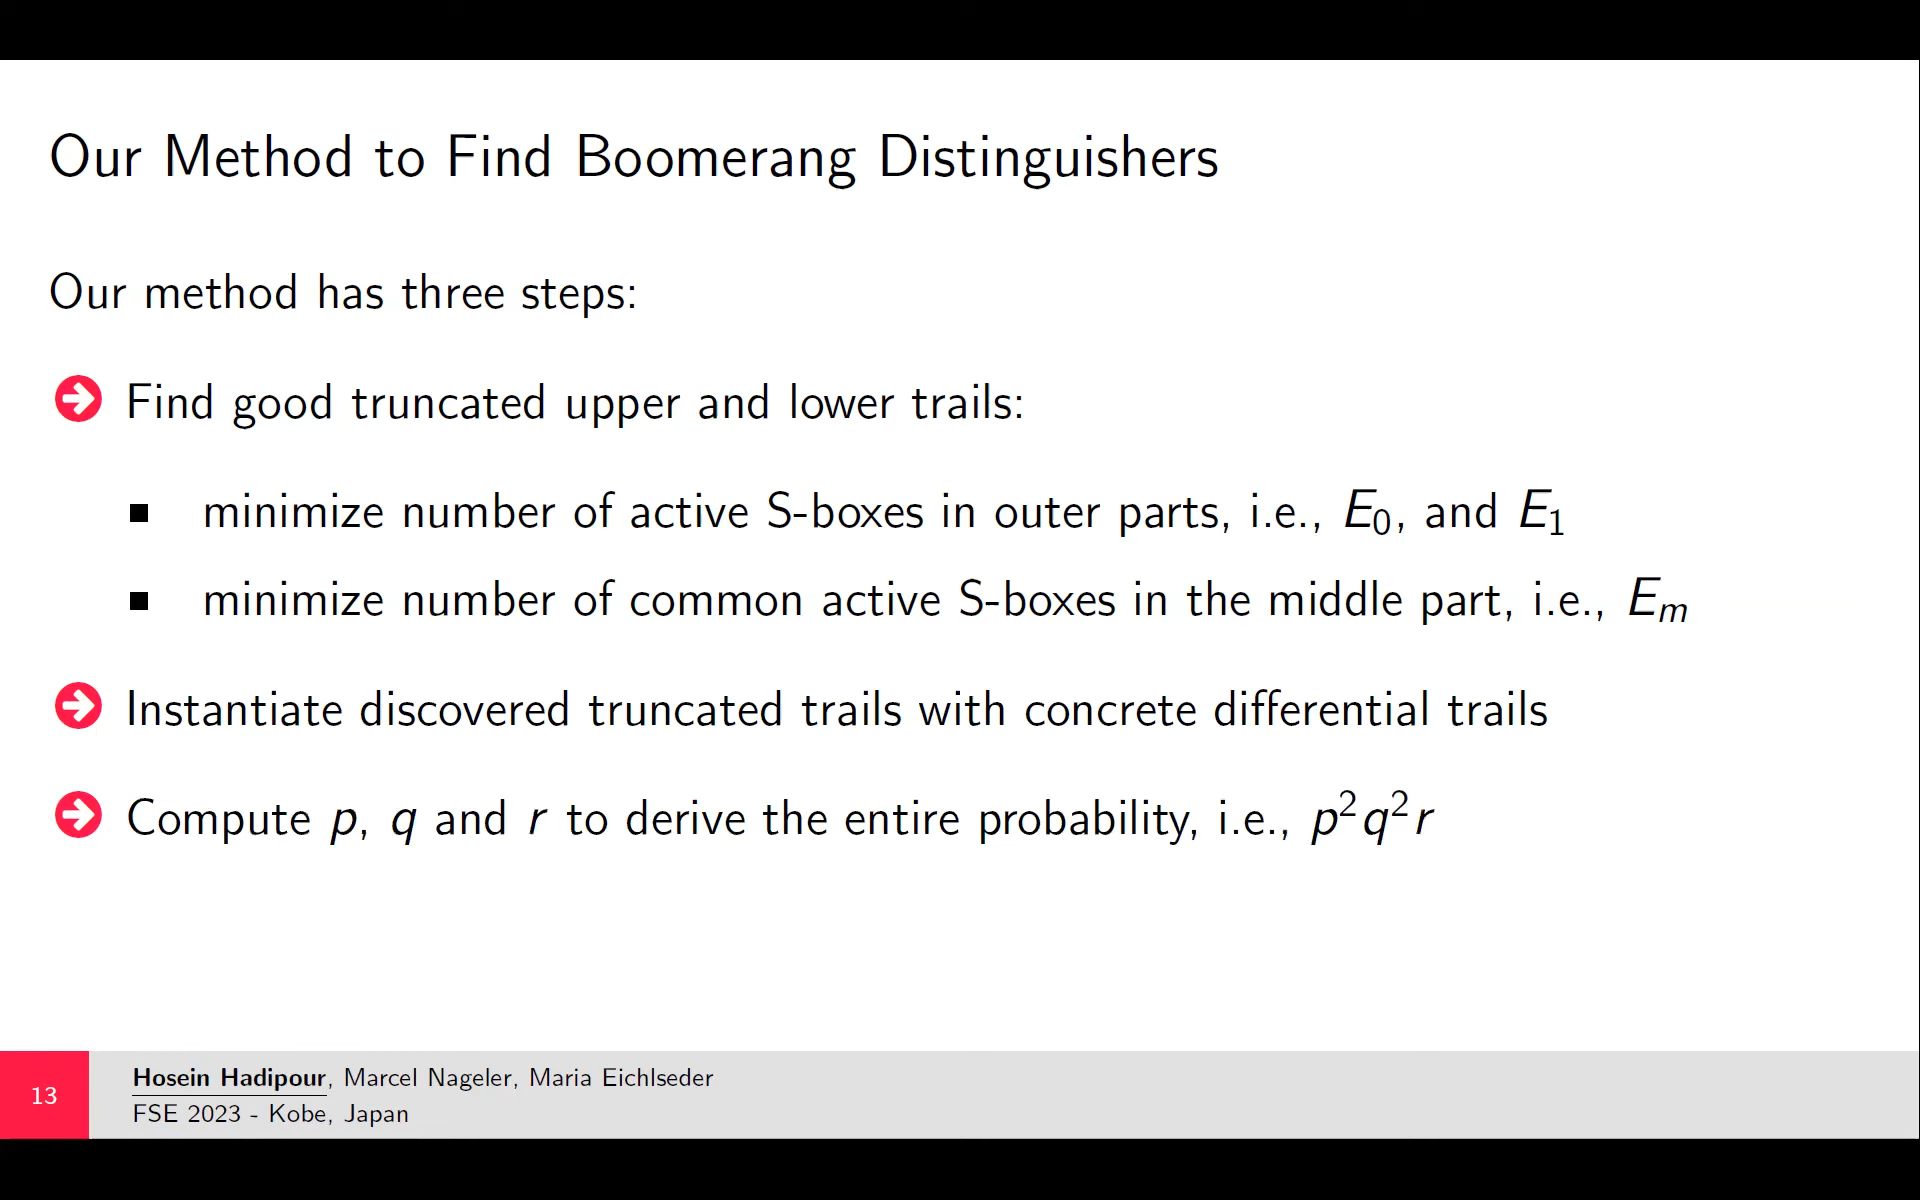 Our Method to Find Boomerang Distinguishers
Our method has three steps:
Find good truncated upper and lower trails:
minimize number of active S-boxes in outer parts, i.e., E₀, and E₁
minimize number of common active S-boxes in the middle part, i.e., Eₘ
Instantiate discovered truncated trails with concrete differential trails
Compute p, q and r to derive the entire probability, i.e., p²q²r
13
Hosein Hadipour, Marcel Nageler, Maria Eichlseder
FSE 2023 - Kobe, Japan